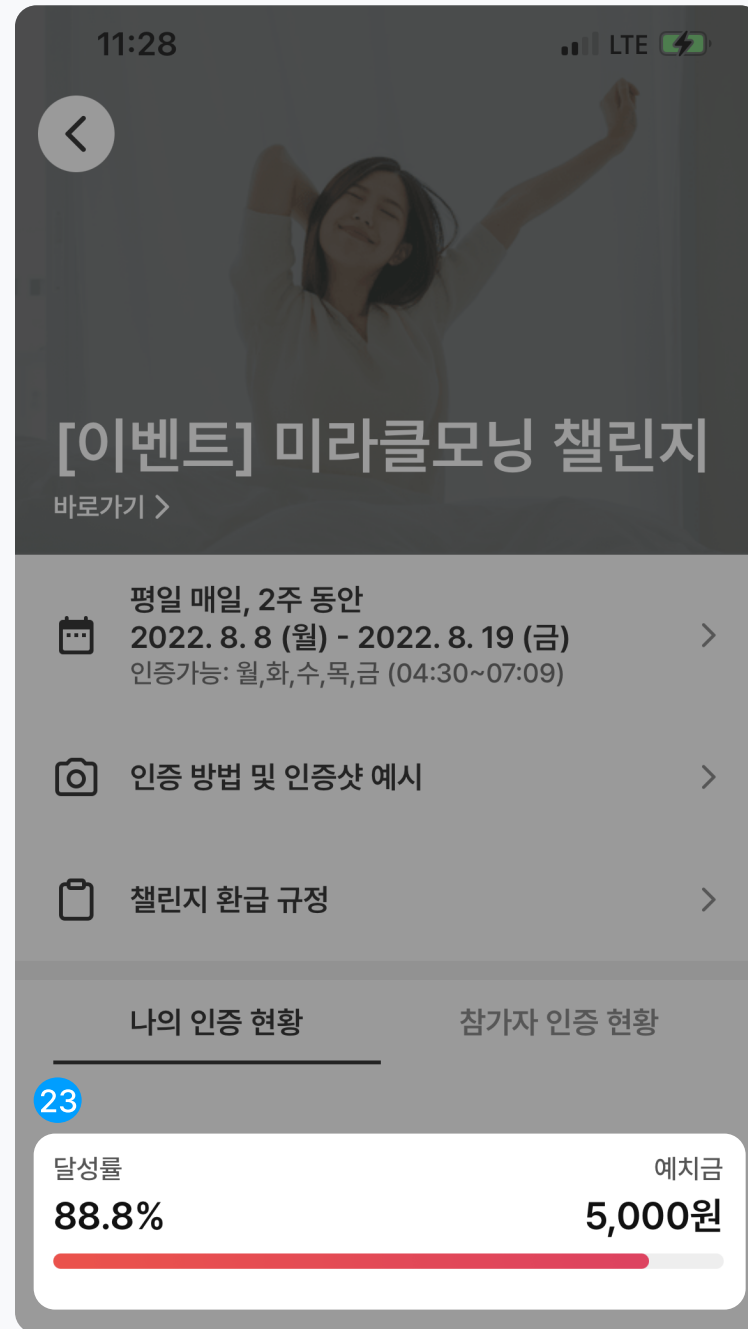 11:28 LTE
[이벤트] 미라클모닝 챌린지
바로가기
평일 매일, 2주 동안
2022. 8. 8 (월) - 2022. 8. 19 (금)
인증가능: 월,화,수,목,금 (04:30~07:09)
인증 방법 및 인증샷 예시
챌린지 환급 규정
나의 인증 현황 참가자 인증 현황
23
달성률 예치금
88.8% 5,000원